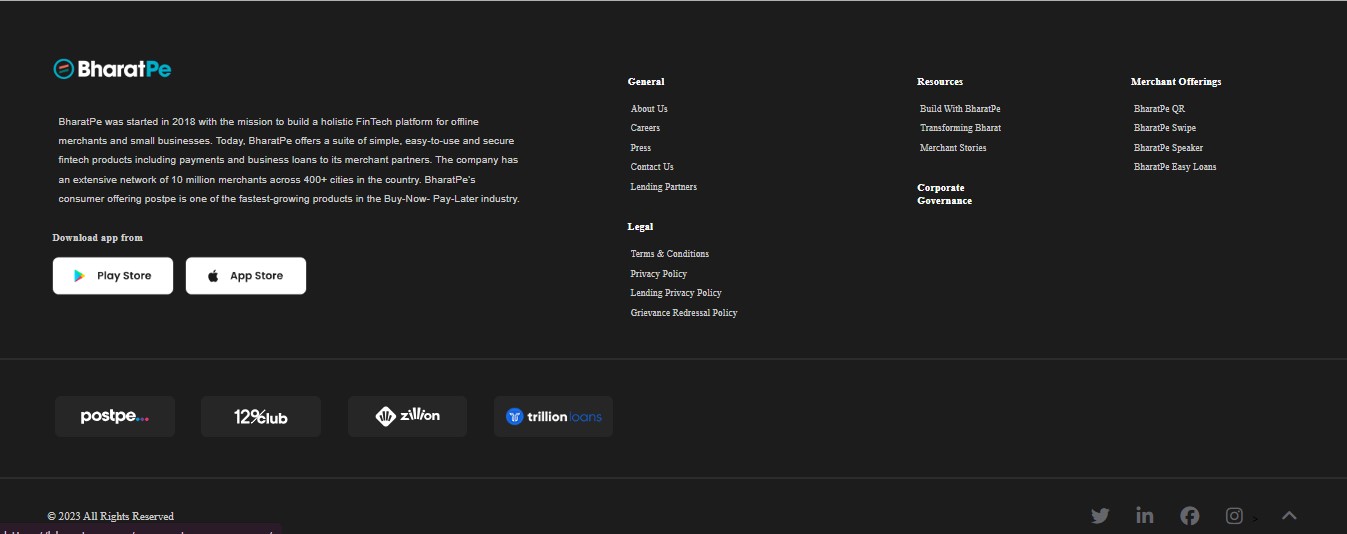 BharatPe
BharatPe was started in 2018 with the mission to build a holistic FinTech platform for offline
merchants and small businesses. Today, BharatPe offers a suite of simple, easy-to-use and secure
fintech products including payments and business loans to its merchant partners. The company has
an extensive network of 10 million merchants across 400+ cities in the country. BharatPe's
consumer offering postpe is one of the fastest-growing products in the Buy-Now- Pay-Later industry.
Download app from
Play Store
App Store
General
About Us
Careers
Press
Contact Us
Lending Partners
Legal
Terms & Conditions
Privacy Policy
Lending Privacy Policy
Grievance Redressal Policy
Resources
Build With BharatPe
Transforming Bharat
Merchant Stories
Corporate
Governance
Merchant Offerings
BharatPe QR
BharatPe Swipe
BharatPe Speaker
BharatPe Easy Loans
postpe...
12%club
zillion
trillionloans
© 2023 All Rights Reserved
>